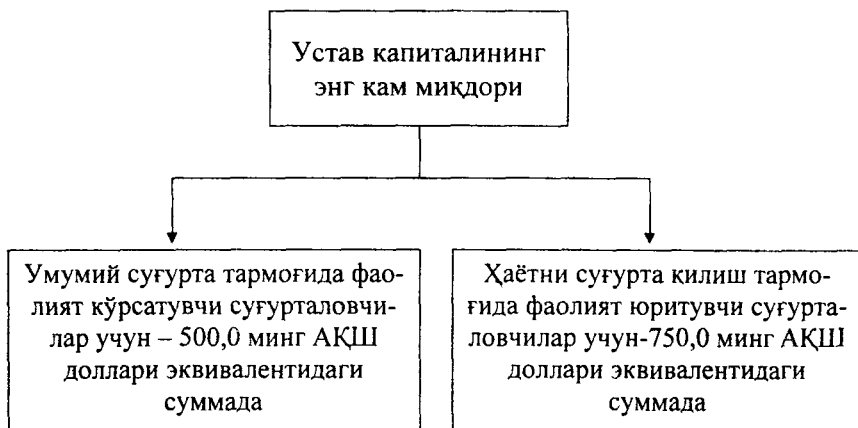 Устав капиталининг
энг кам миқдори
Умумий суғурта тармоғида фао-
лият кўрсатувчи суғурталовчи-
лар учун – 500,0 минг АҚШ
доллари эквивалентидаги
суммада
Ҳаётни суғурта қилиш тармо-
ғида фаолият юритувчи суғурта-
ловчилар учун-750,0 минг АҚШ
доллари эквивалентидаги
суммада